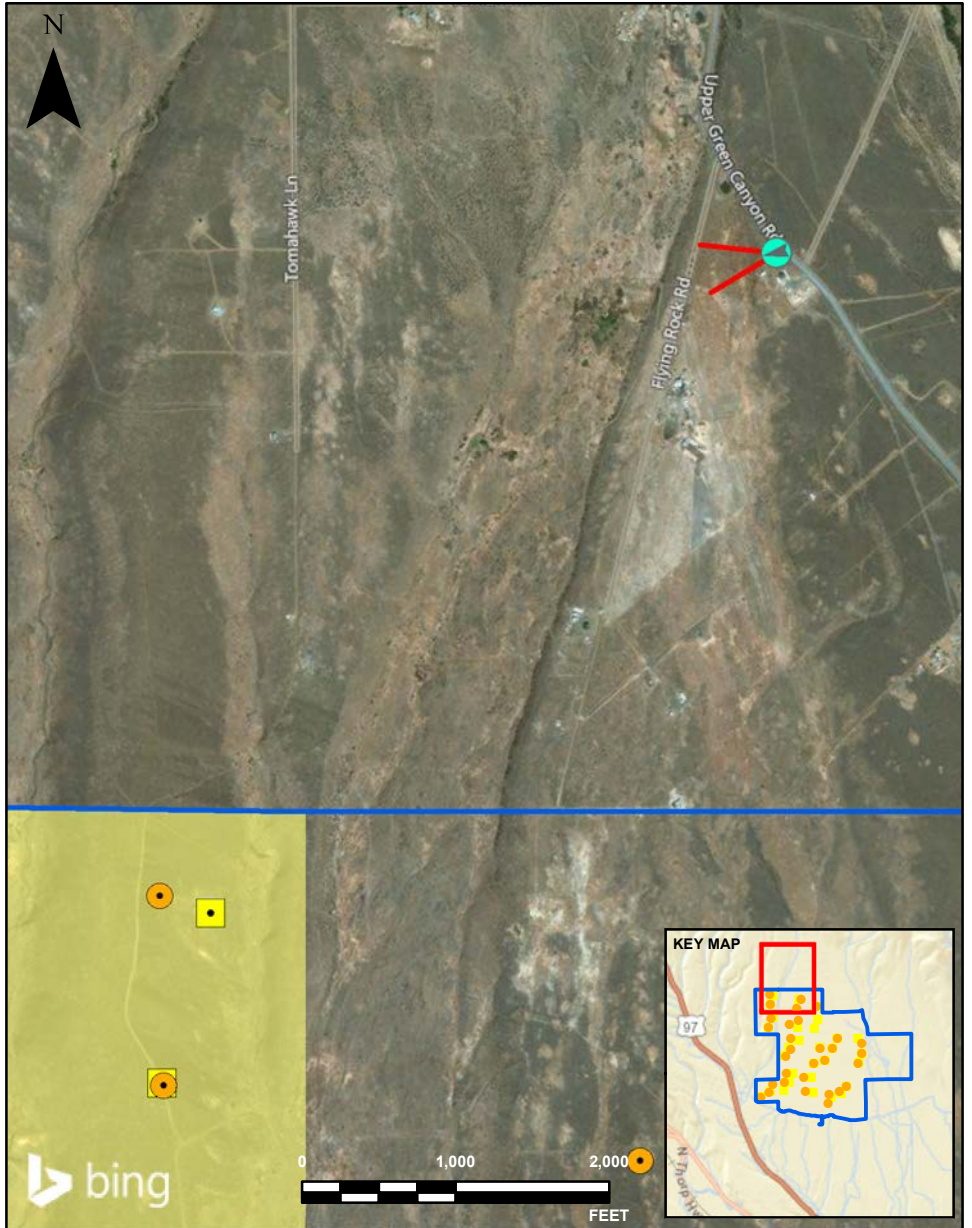 N
Upper Green Canyon Rd
Tomahawk Ln
Flying Rock Rd
KEY MAP
97
N Thorp Hw
0 1,000 2,000
FEET
bing